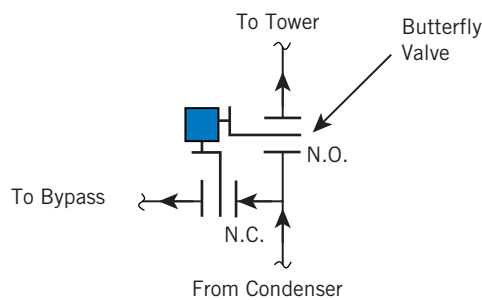 To Tower
Butterfly
Valve
N.O.
To Bypass
N.C.
From Condenser